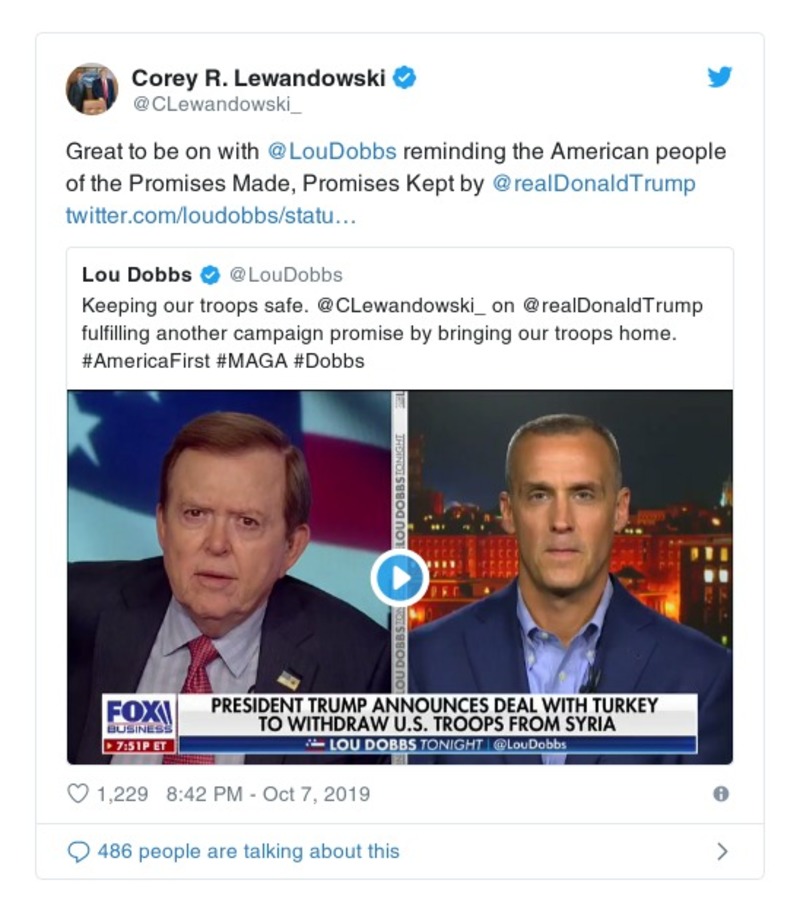 Corey R. Lewandowski
@CLewandowski_
Great to be on with @LouDobbs reminding the American people
of the Promises Made, Promises Kept by @realDonaldTrump
twitter.com/loudobbs/statu…
Lou Dobbs @LouDobbs
Keeping our troops safe. @CLewandowski_ on @realDonaldTrump
fulfilling another campaign promise by bringing our troops home.
#AmericaFirst #MAGA #Dobbs
LOU DOBBS TONIGHT
LOU DOBBS TON
FOX
BUSINESS
7:51P ET
PRESIDENT TRUMP ANNOUNCES DEAL WITH TURKEY
TO WITHDRAW U.S. TROOPS FROM SYRIA
LOU DOBBS TONIGHT | @LouDobbs
1,229 8:42 PM - Oct 7, 2019
486 people are talking about this